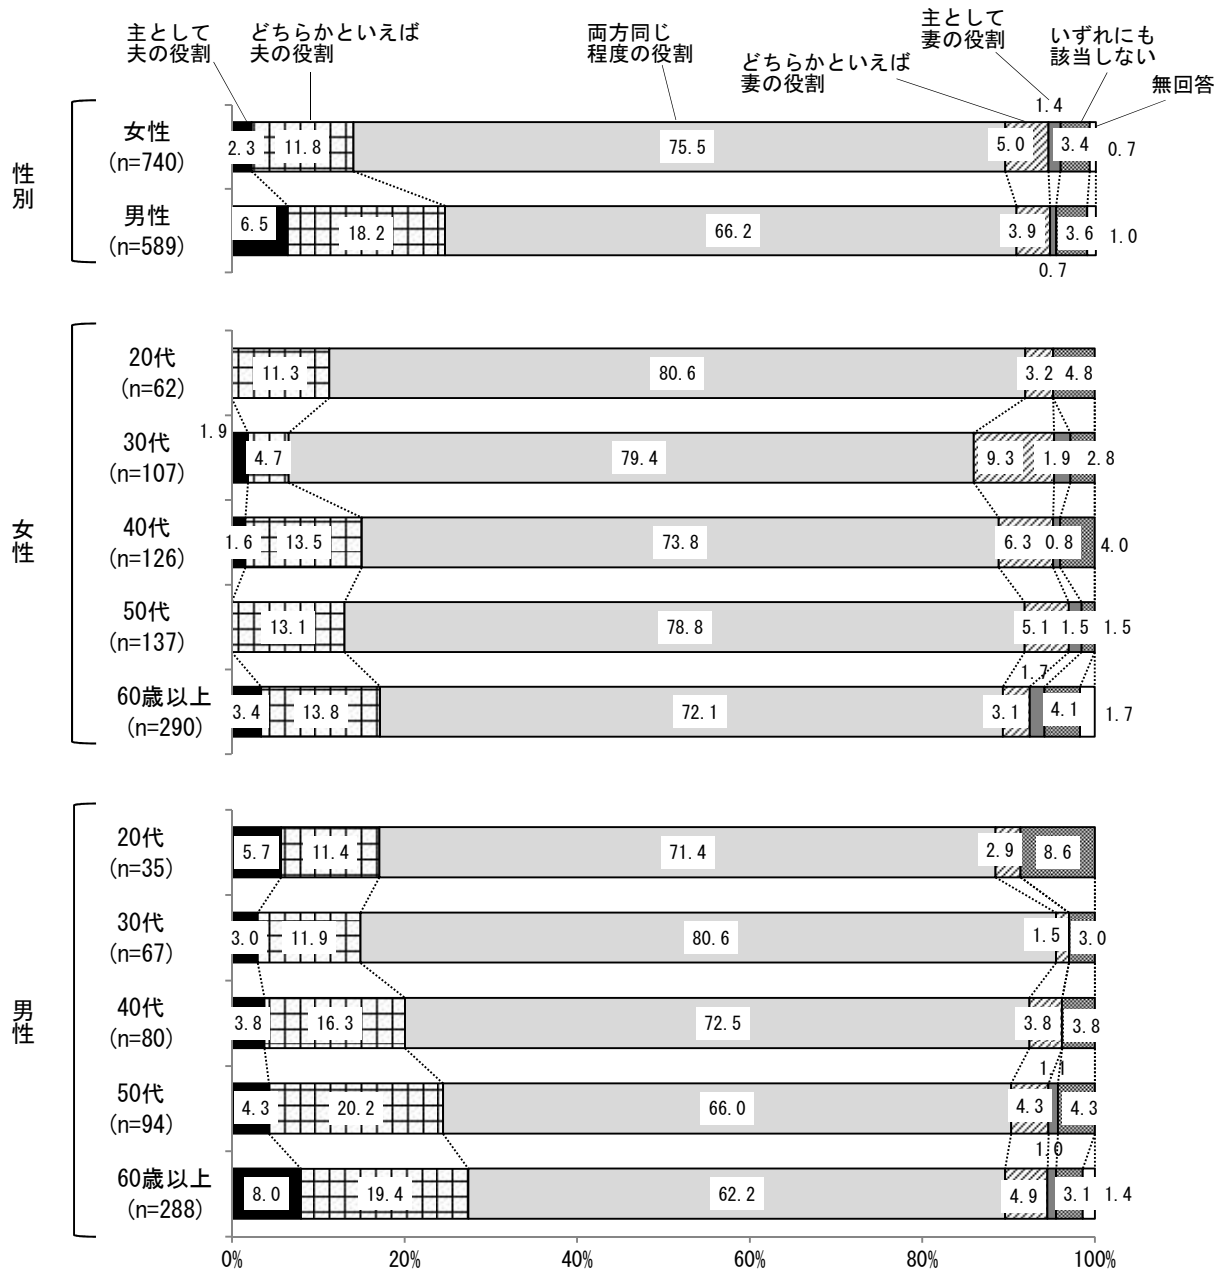 主として
夫の役割
どちらかといえば
夫の役割
両方同じ
程度の役割
どちらかといえば
妻の役割
主として
妻の役割
いずれにも
該当しない
無回答
性別
女性
(n=740)
2.3 11.8 75.5 5.0 1.4 3.4 0.7
男性
(n=589)
6.5 18.2 66.2 3.9 0.7 3.6 1.0
女性
20代
(n=62)
11.3 80.6 3.2 4.8
30代
(n=107)
1.9 4.7 79.4 9.3 1.9 2.8
40代
(n=126)
1.6 13.5 73.8 6.3 0.8 4.0
50代
(n=137)
13.1 78.8 5.1 1.5 1.5
60歳以上
(n=290)
3.4 13.8 72.1 3.1 1.7 4.1 1.7
男性
20代
(n=35)
5.7 11.4 71.4 2.9 8.6
30代
(n=67)
3.0 11.9 80.6 1.5 3.0
40代
(n=80)
3.8 16.3 72.5 3.8 3.8
50代
(n=94)
4.3 20.2 66.0 4.3 1.1 4.3
60歳以上
(n=288)
8.0 19.4 62.2 4.9 1.0 3.1 1.4
0% 20% 40% 60% 80% 100%